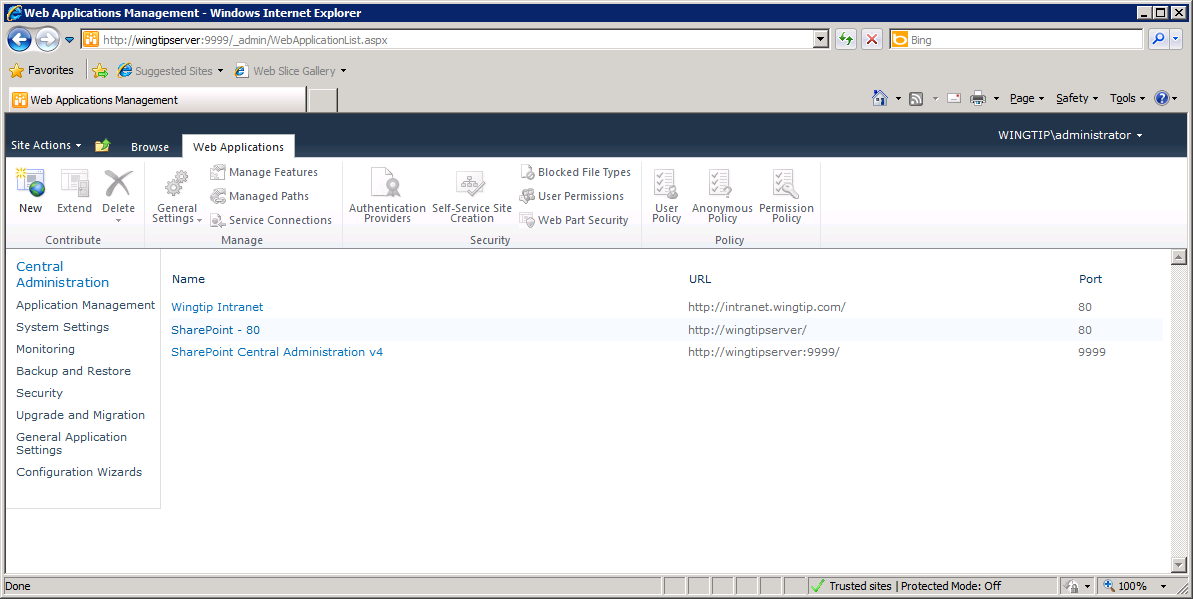 Web Applications Management - Windows Internet Explorer
http://wingtipserver:9999/_admin/WebApplicationList.aspx
Bing
Favorites
Suggested Sites
Web Slice Gallery
Web Applications Management
Page
Safety
Tools
Site Actions
Browse
Web Applications
WINGTIP\administrator
New
Extend
Delete
Contribute
General
Settings
Manage Features
Managed Paths
Service Connections
Manage
Authentication
Providers
Self-Service Site
Creation
Blocked File Types
User Permissions
Web Part Security
Security
User
Policy
Anonymous
Policy
Permission
Policy
Policy
Central
Administration
Application Management
System Settings
Monitoring
Backup and Restore
Security
Upgrade and Migration
General Application
Settings
Configuration Wizards
Name URL Port
Wingtip Intranet http://intranet.wingtip.com/ 80
SharePoint - 80 http://wingtipserver/ 80
SharePoint Central Administration v4 http://wingtipserver:9999/ 9999
Done
Trusted sites | Protected Mode: Off
100%